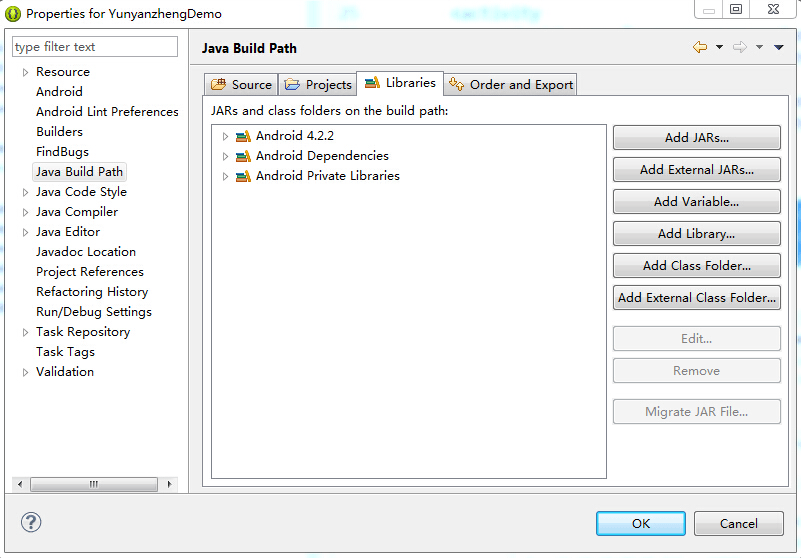 Properties for YunyanzhengDemo
type filter text
Resource
Android
Android Lint Preferences
Builders
FindBugs
Java Build Path
Java Code Style
Java Compiler
Java Editor
Javadoc Location
Project References
Refactoring History
Run/Debug Settings
Task Repository
Task Tags
Validation
Java Build Path
Source Projects Libraries Order and Export
JARs and class folders on the build path:
Android 4.2.2
Android Dependencies
Android Private Libraries
Add JARs...
Add External JARs...
Add Variable...
Add Library...
Add Class Folder...
Add External Class Folder...
Edit...
Remove
Migrate JAR File...
OK Cancel